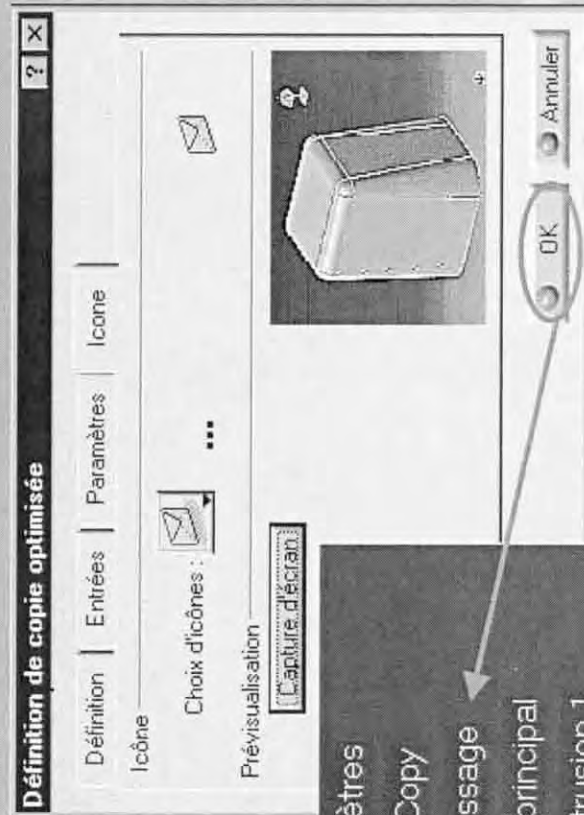 Définition de copie optimisée
? X
Définition
Entrées
Paramètres
Icone
Icône
Choix d'icônes :
...
Prévisualisation
Capture d'écran
ètres
Copy
ssage
principal
trusion.1
OK
Annuler